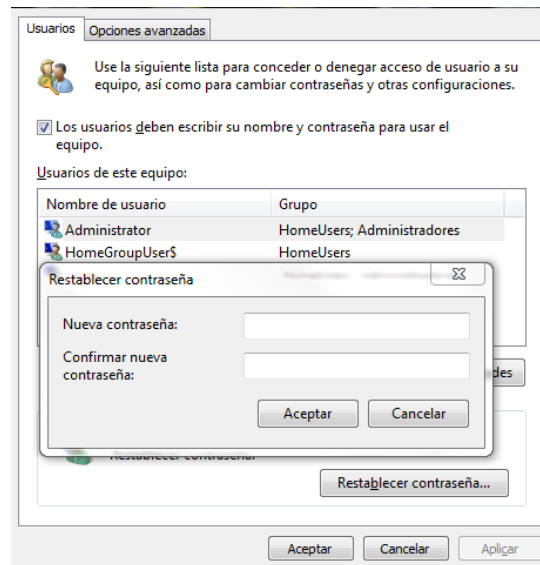 Usuarios
Opciones avanzadas
Use la siguiente lista para conceder o denegar acceso de usuario a su
equipo, así como para cambiar contraseñas y otras configuraciones.
Los usuarios deben escribir su nombre y contraseña para usar el
equipo.
Usuarios de este equipo:
Nombre de usuario
Grupo
Administrator
HomeUsers; Administradores
HomeGroupUser$
HomeUsers
Restablecer contraseña
Nueva contraseña:
Confirmar nueva
contraseña:
Aceptar
Cancelar
Restablecer contraseña...
Aceptar
Cancelar
Aplicar